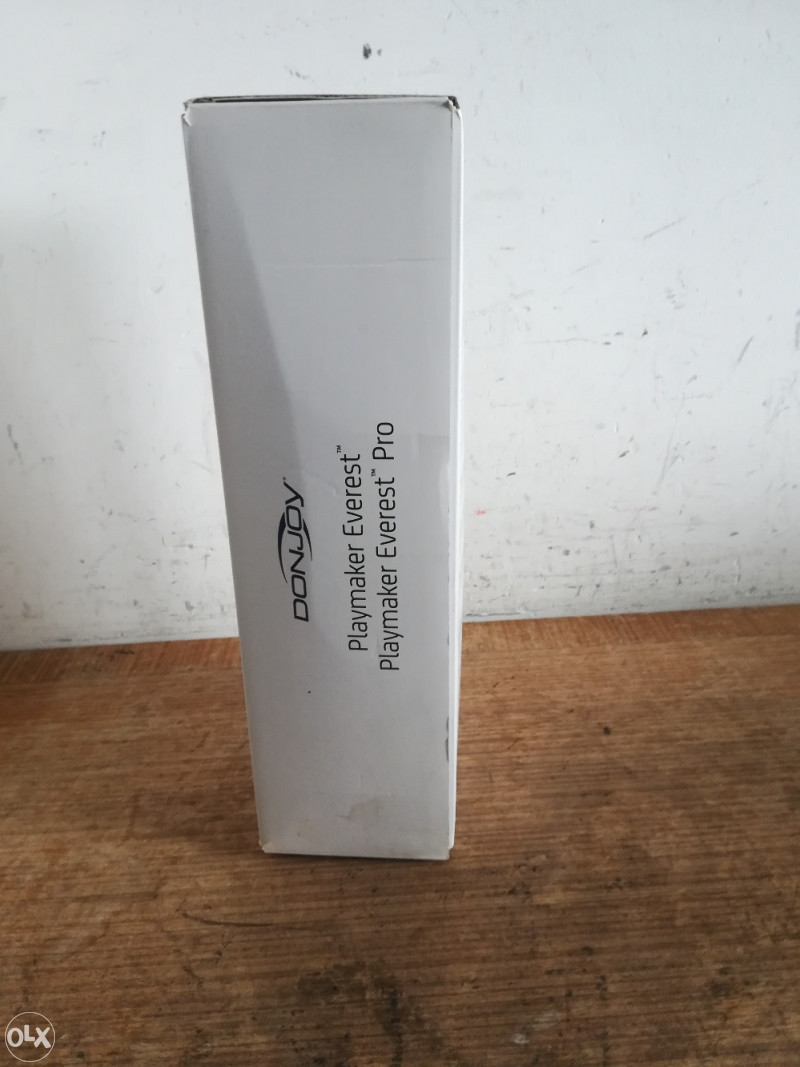 DONJOY
Playmaker Everest™
Playmaker Everest™ Pro
OLX